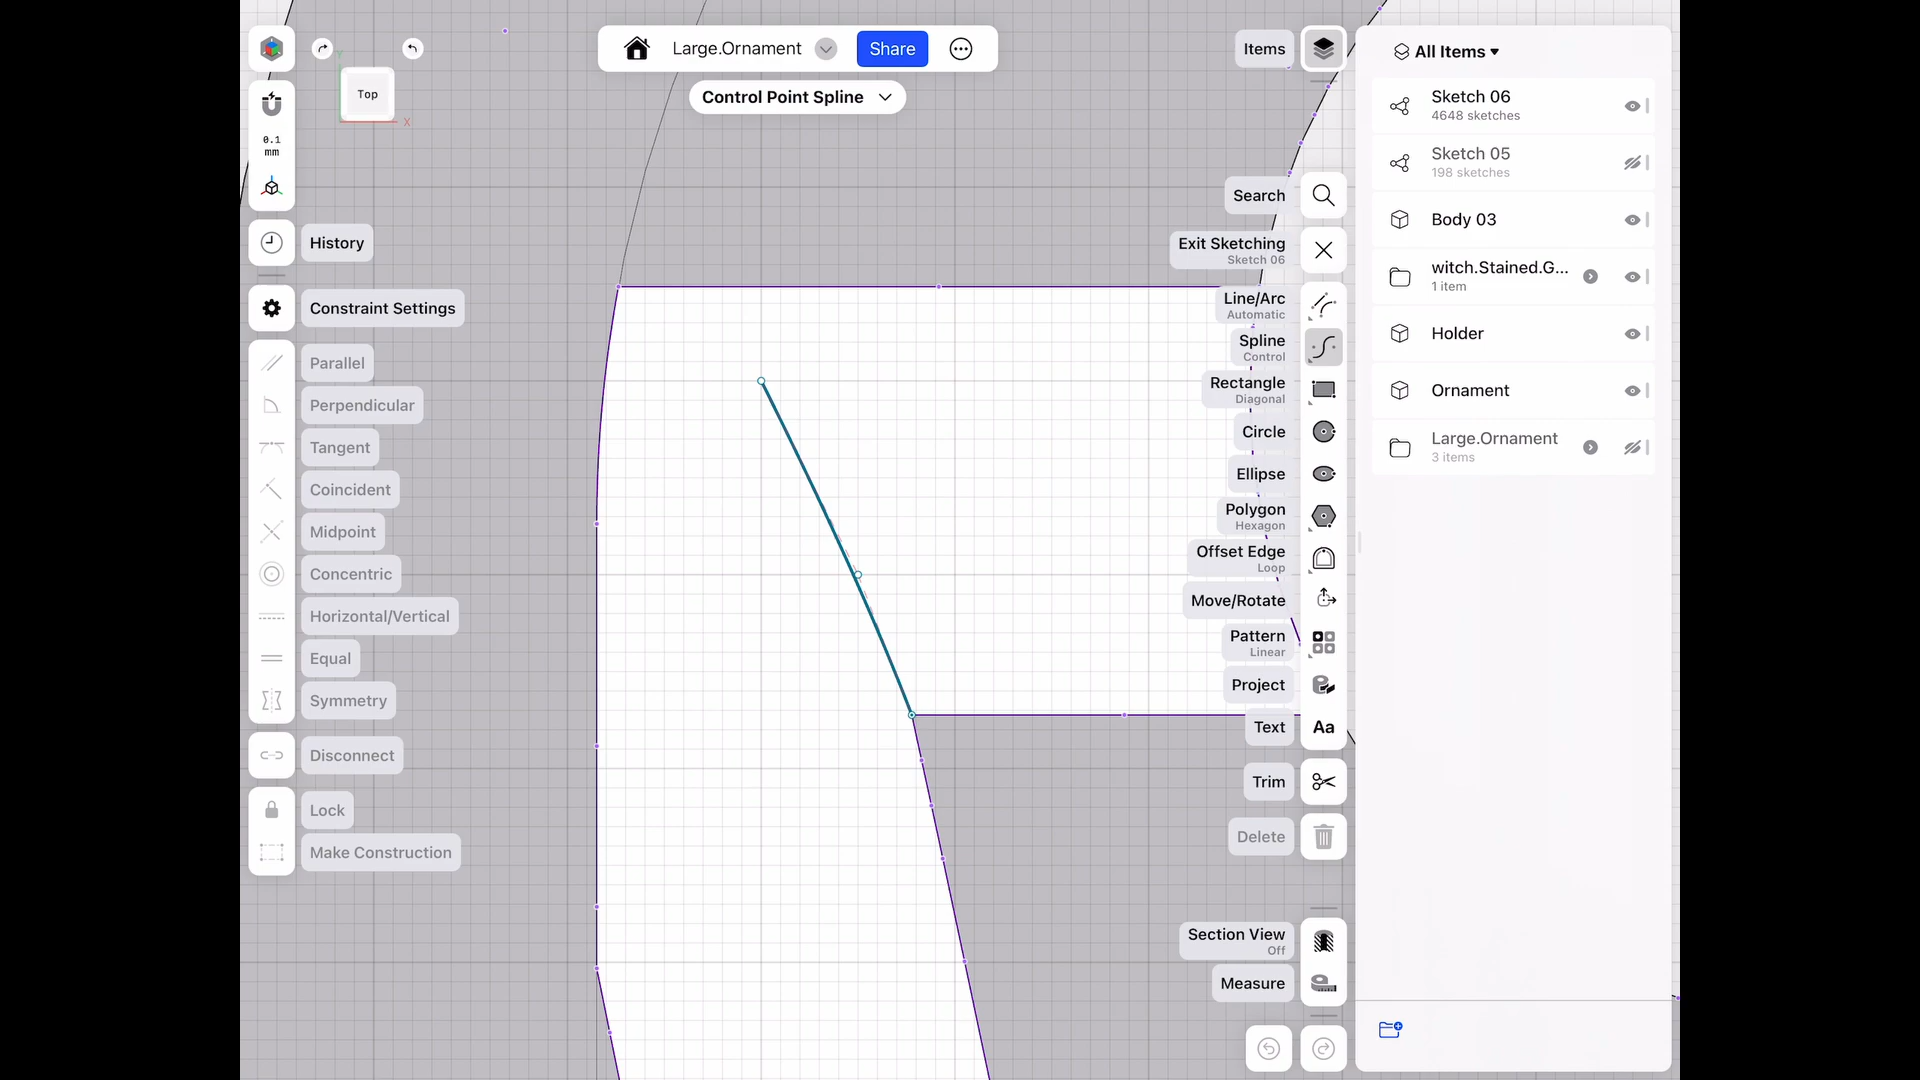 Large.Ornament
Share
Items
Control Point Spline
Y
Top
X
0.1
mm
History
Constraint Settings
Parallel
Perpendicular
Tangent
Coincident
Midpoint
Concentric
Horizontal/Vertical
Equal
Symmetry
Disconnect
Lock
Make Construction
Search
Exit Sketching
Sketch 06
Line/Arc
Automatic
Spline
Control
Rectangle
Diagonal
Circle
Ellipse
Polygon
Hexagon
Offset Edge
Loop
Move/Rotate
Pattern
Linear
Project
Text
Aa
Trim
Delete
Section View
Off
Measure
All Items
Sketch 06
4648 sketches
Sketch 05
198 sketches
Body 03
witch.Stained.G...
1 item
Holder
Ornament
Large.Ornament
3 items